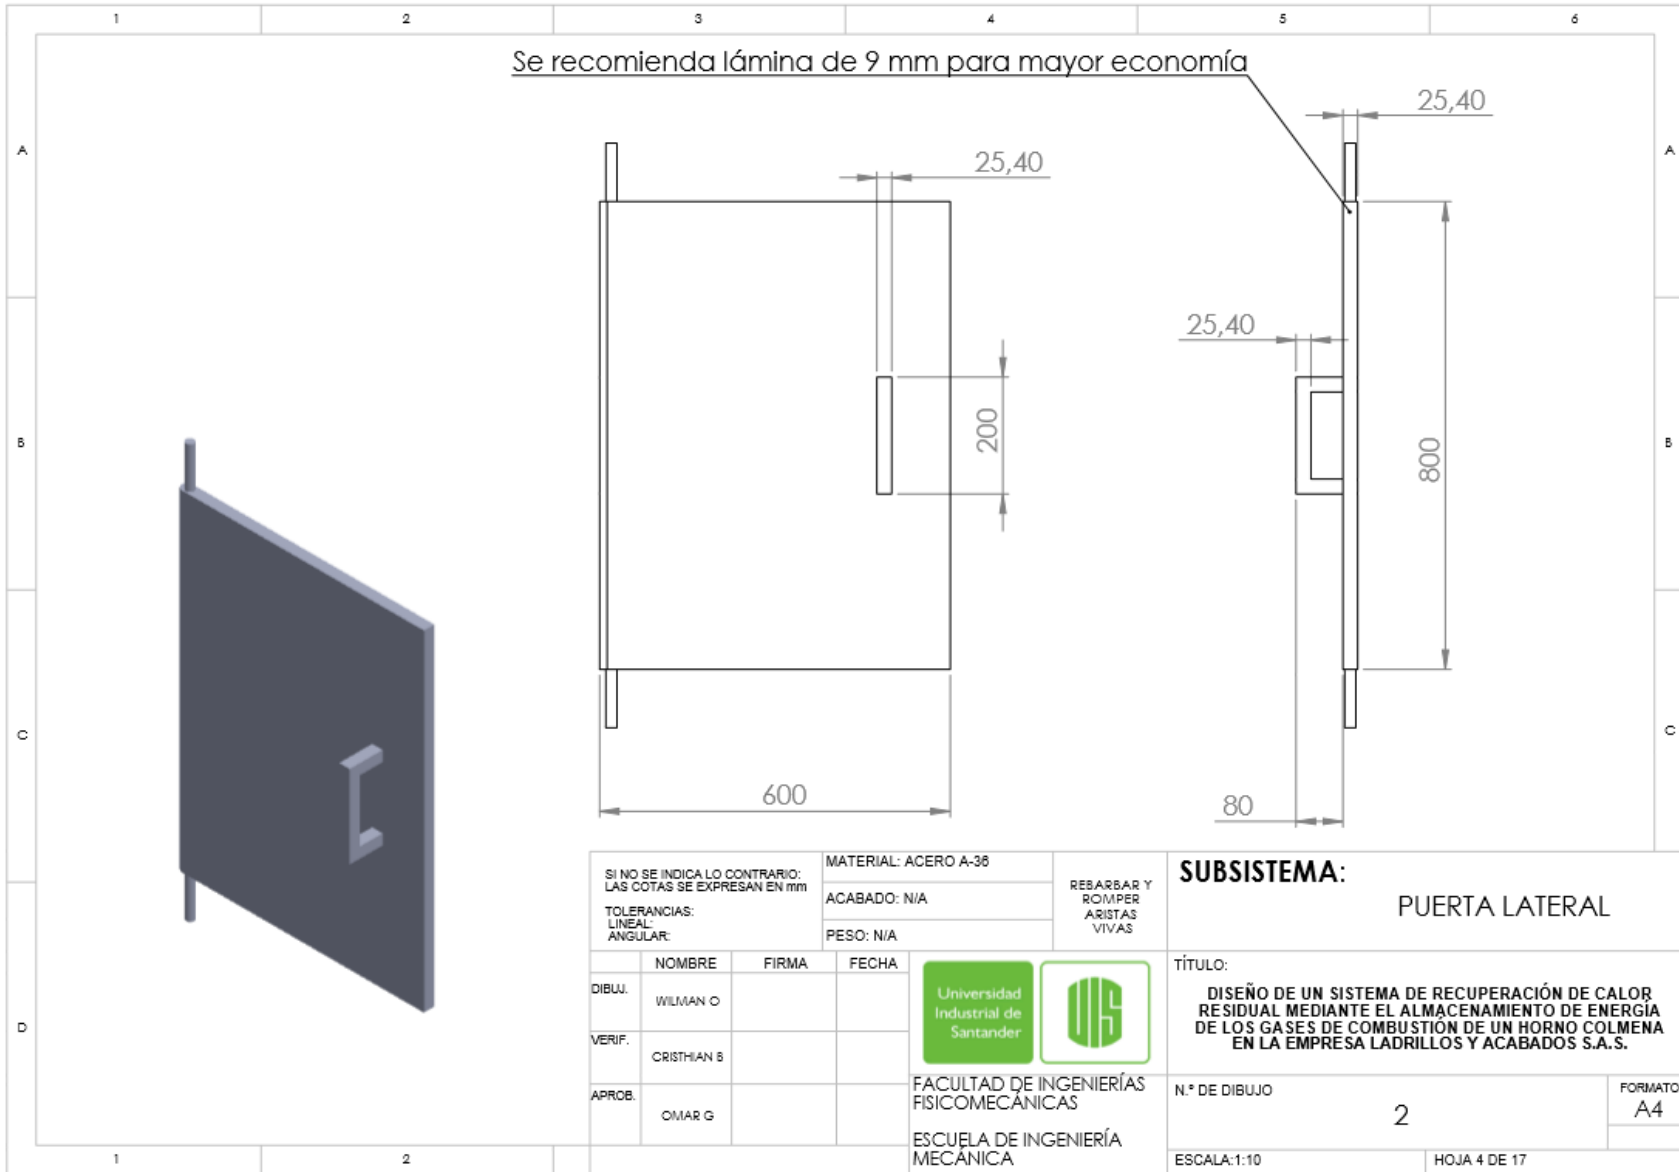 1 2 3 4 5 6
Se recomienda lámina de 9 mm para mayor economía
25,40
A A
25,40
25,40
200
800
B B
C C
600
80
SI NO SE INDICA LO CONTRARIO:
LAS COTAS SE EXPRESAN EN mm
TOLERANCIAS:
LINEAL:
ANGULAR:
MATERIAL: ACERO A-36
ACABADO: N/A
PESO: N/A
REBARBAR Y
ROMPER
ARISTAS
VIVAS
SUBSISTEMA:
PUERTA LATERAL
NOMBRE FIRMA FECHA
DIBUJ. WILMAN O
VERIF. CRISTHIAN B
APROB. OMAR G
Universidad
Industrial de
Santander
UIS
FACULTAD DE INGENIERÍAS
FISICOMECÁNICAS
ESCUELA DE INGENIERÍA
MECÁNICA
TÍTULO:
DISEÑO DE UN SISTEMA DE RECUPERACIÓN DE CALOR
RESIDUAL MEDIANTE EL ALMACENAMIENTO DE ENERGÍA
DE LOS GASES DE COMBUSTIÓN DE UN HORNO COLMENA
EN LA EMPRESA LADRILLOS Y ACABADOS S.A.S.
N.º DE DIBUJO
2
FORMATO
A4
ESCALA:1:10
HOJA 4 DE 17
D
1 2